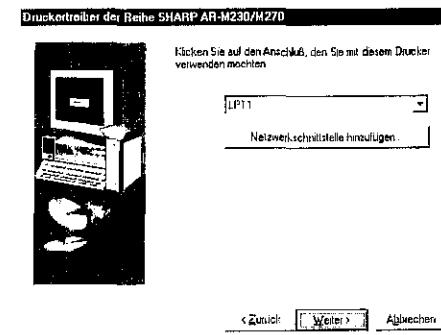 Druckertreiber der Reihe SHARP AR-M230/M270
Klicken Sie auf den Anschluß, den Sie mit diesem Drucker
verwenden möchten
LPT1
Netzwerkschnittstelle hinzufügen..
< Zurück
Weiter >
Abbrechen